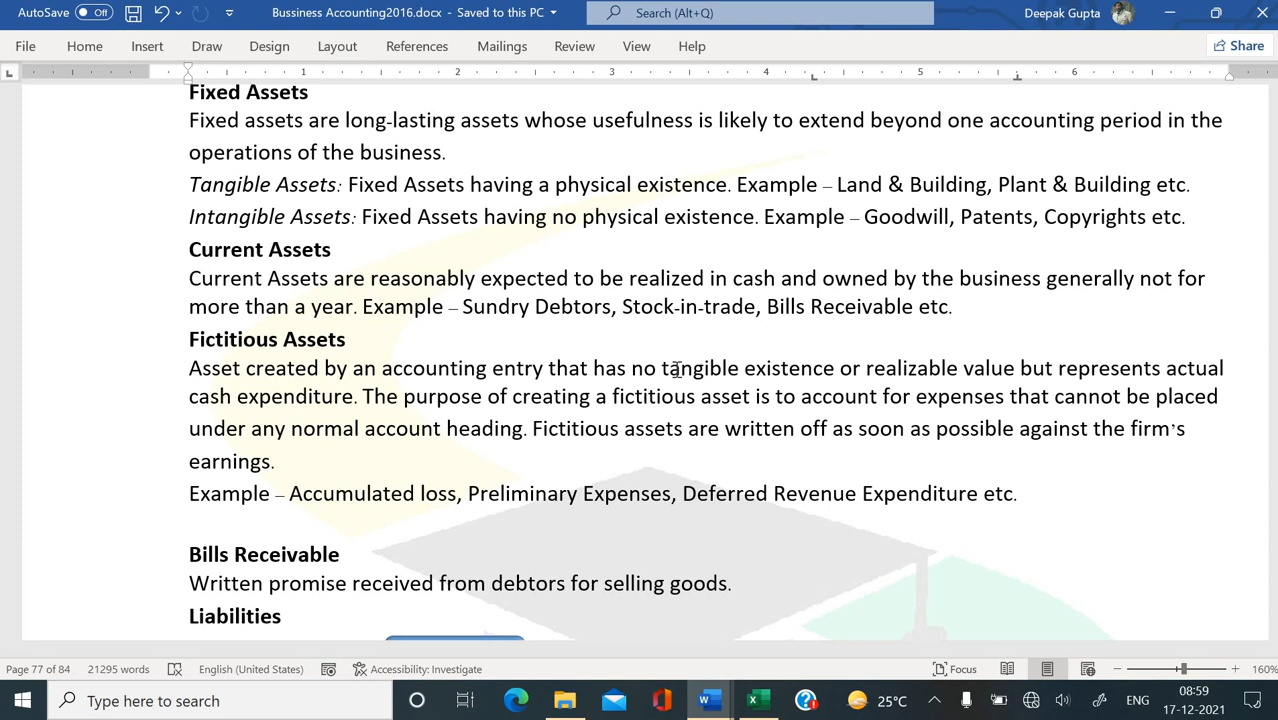 AutoSave Off Bussiness Accounting2016.docx - Saved to this PC Search (Alt+Q) Deepak Gupta
File Home Insert Draw Design Layout References Mailings Review View Help Share
1 2 3 4 5 6
Fixed Assets
Fixed assets are long-lasting assets whose usefulness is likely to extend beyond one accounting period in the
operations of the business.
Tangible Assets: Fixed Assets having a physical existence. Example – Land & Building, Plant & Building etc.
Intangible Assets: Fixed Assets having no physical existence. Example – Goodwill, Patents, Copyrights etc.
Current Assets
Current Assets are reasonably expected to be realized in cash and owned by the business generally not for
more than a year. Example – Sundry Debtors, Stock-in-trade, Bills Receivable etc.
Fictitious Assets
Asset created by an accounting entry that has no tangible existence or realizable value but represents actual
cash expenditure. The purpose of creating a fictitious asset is to account for expenses that cannot be placed
under any normal account heading. Fictitious assets are written off as soon as possible against the firm’s
earnings.
Example – Accumulated loss, Preliminary Expenses, Deferred Revenue Expenditure etc.
Bills Receivable
Written promise received from debtors for selling goods.
Liabilities
Page 77 of 84 21295 words English (United States) Accessibility: Investigate Focus 160%
Type here to search 25°C ENG 08:59
17-12-2021